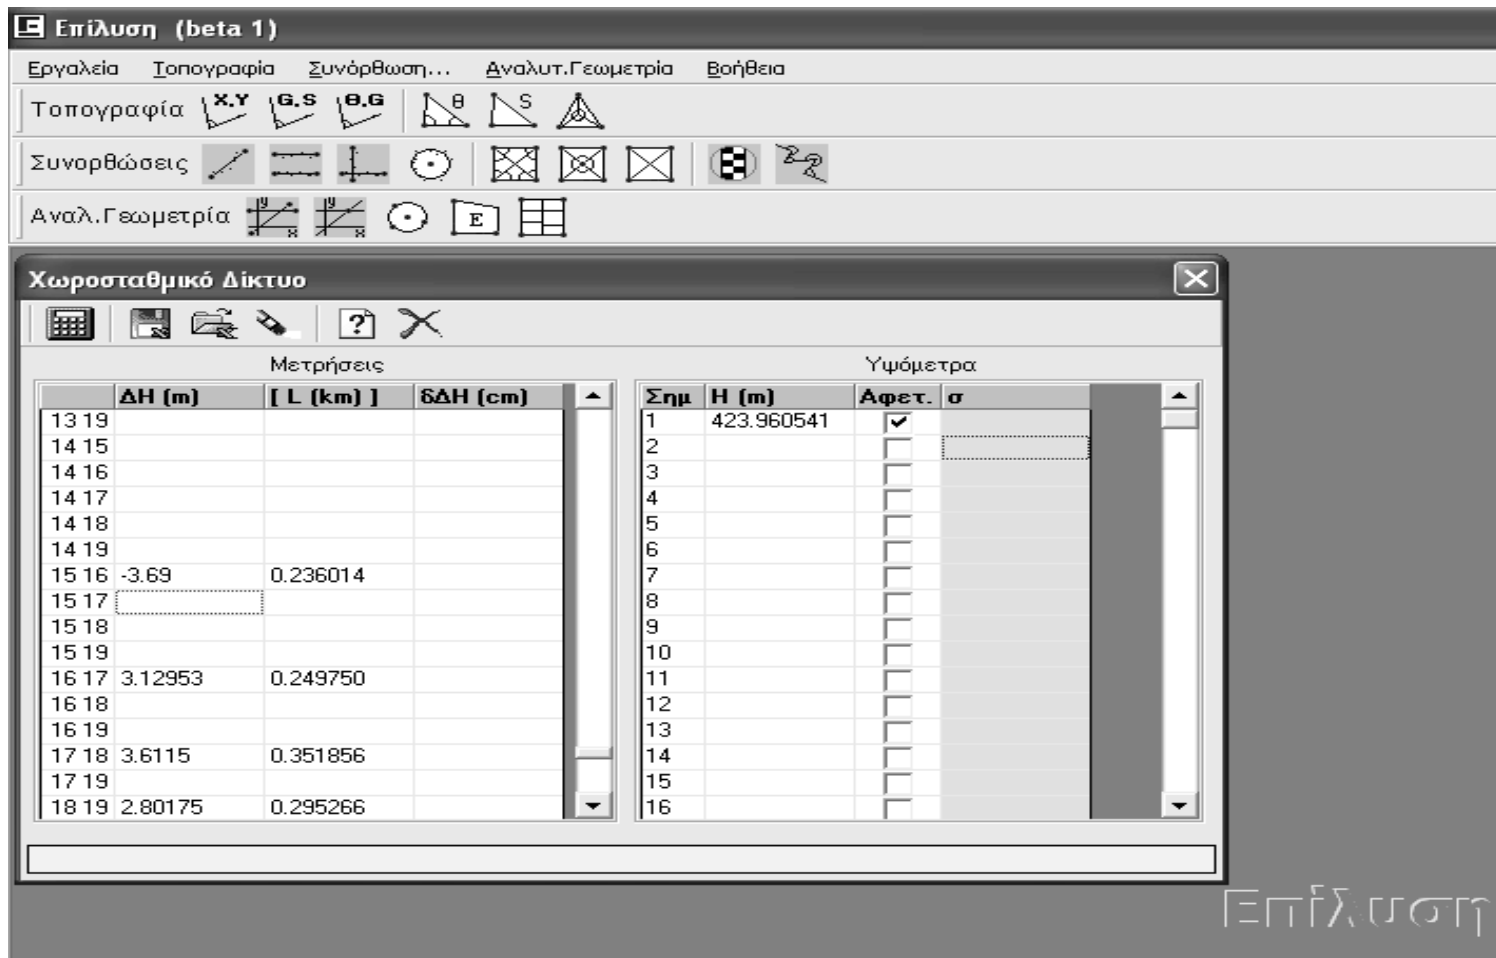 Επίλυση (beta 1)
Εργαλεία Τοπογραφία Συνόρθωση... Αναλυτ.Γεωμετρία Βοήθεια
Τοπογραφία X,Y G,S θ,G θ S
Συνορθώσεις
Αναλ.Γεωμετρία y x y x E
Χωροσταθμικό Δίκτυο
Μετρήσεις Υψόμετρα
ΔΗ (m) [ L (km) ] δΔΗ (cm) Σημ Η (m) Αφετ. σ
13 19 1 423.960541
14 15 2
14 16 3
14 17 4
14 18 5
14 19 6
15 16 -3.69 0.236014 7
15 17 8
15 18 9
15 19 10
16 17 3.12953 0.249750 11
16 18 12
16 19 13
17 18 3.6115 0.351856 14
17 19 15
18 19 2.80175 0.295266 16
Επίλυση